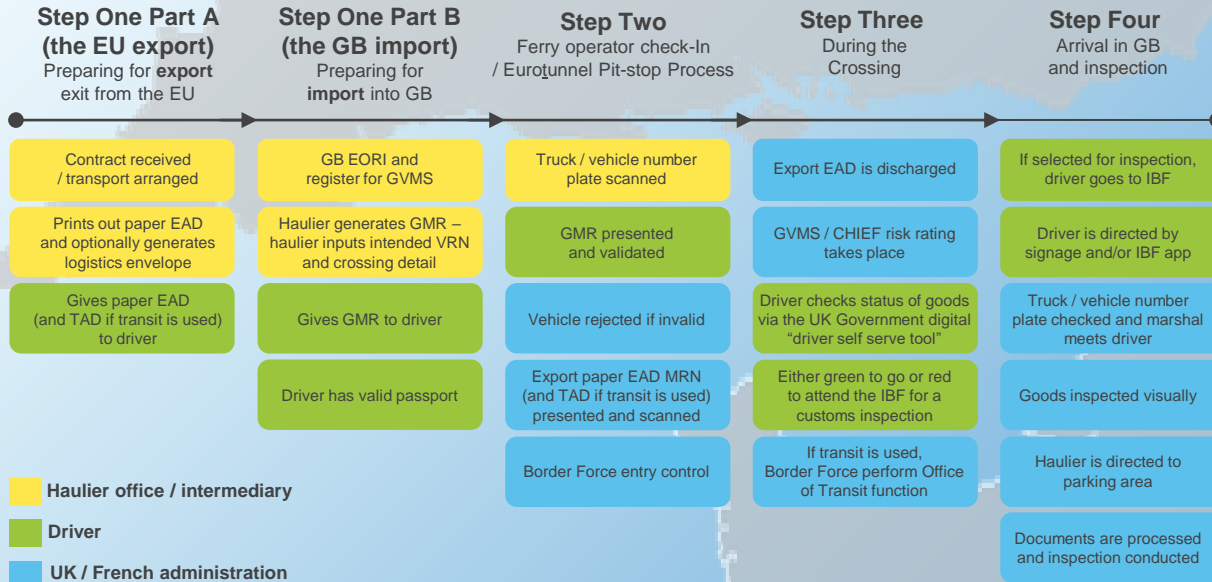 Step One Part A
(the EU export)
Preparing for export
exit from the EU
Step One Part B
(the GB import)
Preparing for
import into GB
Step Two
Ferry operator check-In
/ Eurotunnel Pit-stop Process
Step Three
During the
Crossing
Step Four
Arrival in GB
and inspection
Contract received
/ transport arranged
Prints out paper EAD
and optionally generates
logistics envelope
Gives paper EAD
(and TAD if transit is used)
to driver
GB EORI and
register for GVMS
Haulier generates GMR –
haulier inputs intended VRN
and crossing detail
Gives GMR to driver
Driver has valid passport
Truck / vehicle number
plate scanned
GMR presented
and validated
Vehicle rejected if invalid
Export paper EAD MRN
(and TAD if transit is used)
presented and scanned
Border Force entry control
Export EAD is discharged
GVMS / CHIEF risk rating
takes place
Driver checks status of goods
via the UK Government digital
“driver self serve tool”
Either green to go or red
to attend the IBF for a
customs inspection
If transit is used,
Border Force perform Office
of Transit function
If selected for inspection,
driver goes to IBF
Driver is directed by
signage and/or IBF app
Truck / vehicle number
plate checked and marshal
meets driver
Goods inspected visually
Haulier is directed to
parking area
Documents are processed
and inspection conducted
Haulier office / intermediary
Driver
UK / French administration